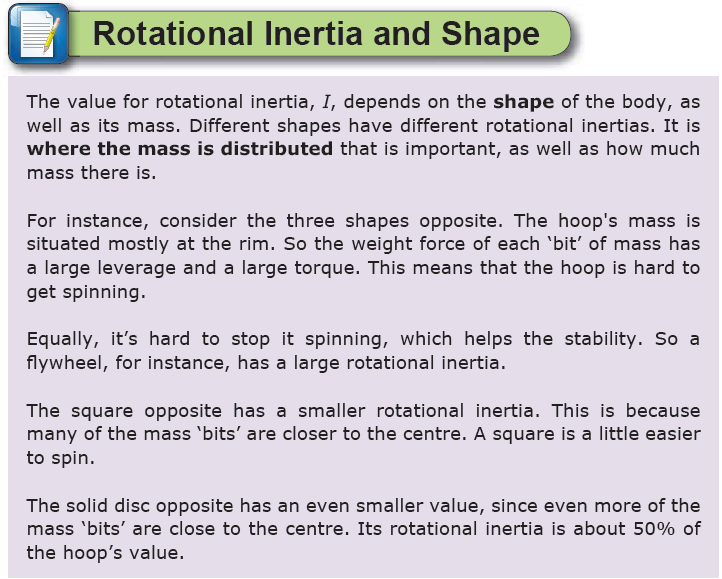 Rotational Inertia and Shape
The value for rotational inertia, I, depends on the shape of the body, as
well as its mass. Different shapes have different rotational inertias. It is
where the mass is distributed that is important, as well as how much
mass there is.
For instance, consider the three shapes opposite. The hoop's mass is
situated mostly at the rim. So the weight force of each ‘bit’ of mass has
a large leverage and a large torque. This means that the hoop is hard to
get spinning.
Equally, it’s hard to stop it spinning, which helps the stability. So a
flywheel, for instance, has a large rotational inertia.
The square opposite has a smaller rotational inertia. This is because
many of the mass ‘bits’ are closer to the centre. A square is a little easier
to spin.
The solid disc opposite has an even smaller value, since even more of the
mass ‘bits’ are close to the centre. Its rotational inertia is about 50% of
the hoop’s value.